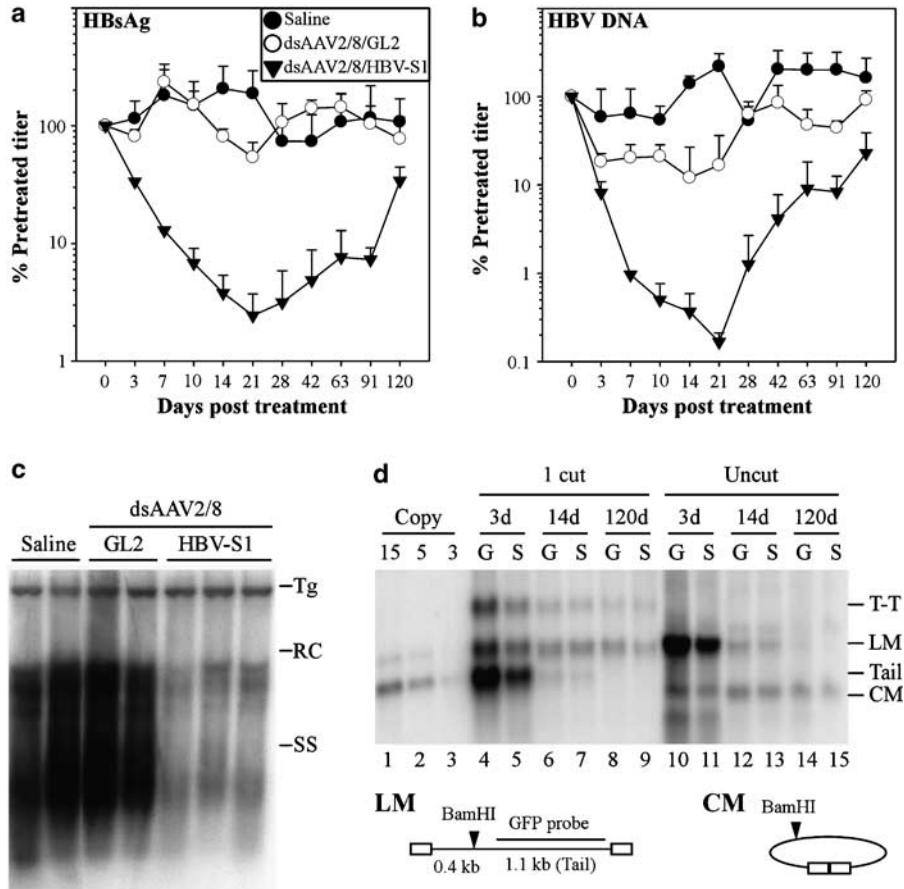 a
HBsAg
Saline
dsAAV2/8/GL2
dsAAV2/8/HBV-S1
% Pretreated titer
100
10
1
0 3 7 10 14 21 28 42 63 91 120
Days post treatment
b
HBV DNA
% Pretreated titer
100
10
1
0.1
0 3 7 10 14 21 28 42 63 91 120
Days post treatment
c
dsAAV2/8
Saline GL2 HBV-S1
Tg
RC
SS
d
1 cut Uncut
Copy 3d 14d 120d 3d 14d 120d
15 5 3 G S G S G S G S G S G S
T-T
LM
Tail
CM
1 2 3 4 5 6 7 8 9 10 11 12 13 14 15
LM
BamHI GFP probe
0.4 kb 1.1 kb (Tail)
CM
BamHI